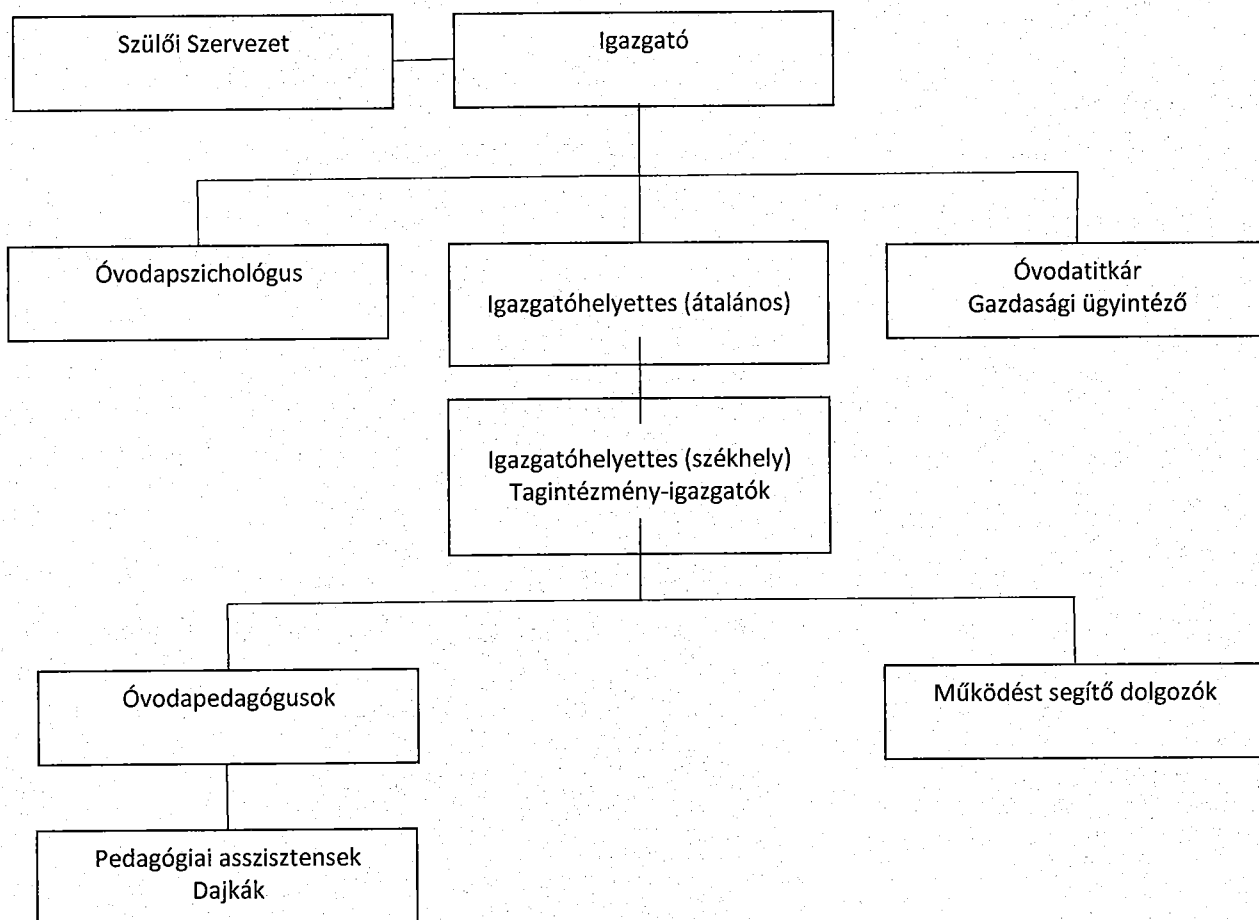 Szülői Szervezet
Igazgató
Óvodapszichológus
Igazgatóhelyettes (átalános)
Óvodatitkár
Gazdasági ügyintéző
Igazgatóhelyettes (székhely)
Tagintézmény-igazgatók
Óvodapedagógusok
Működést segítő dolgozók
Pedagógiai asszisztensek
Dajkák